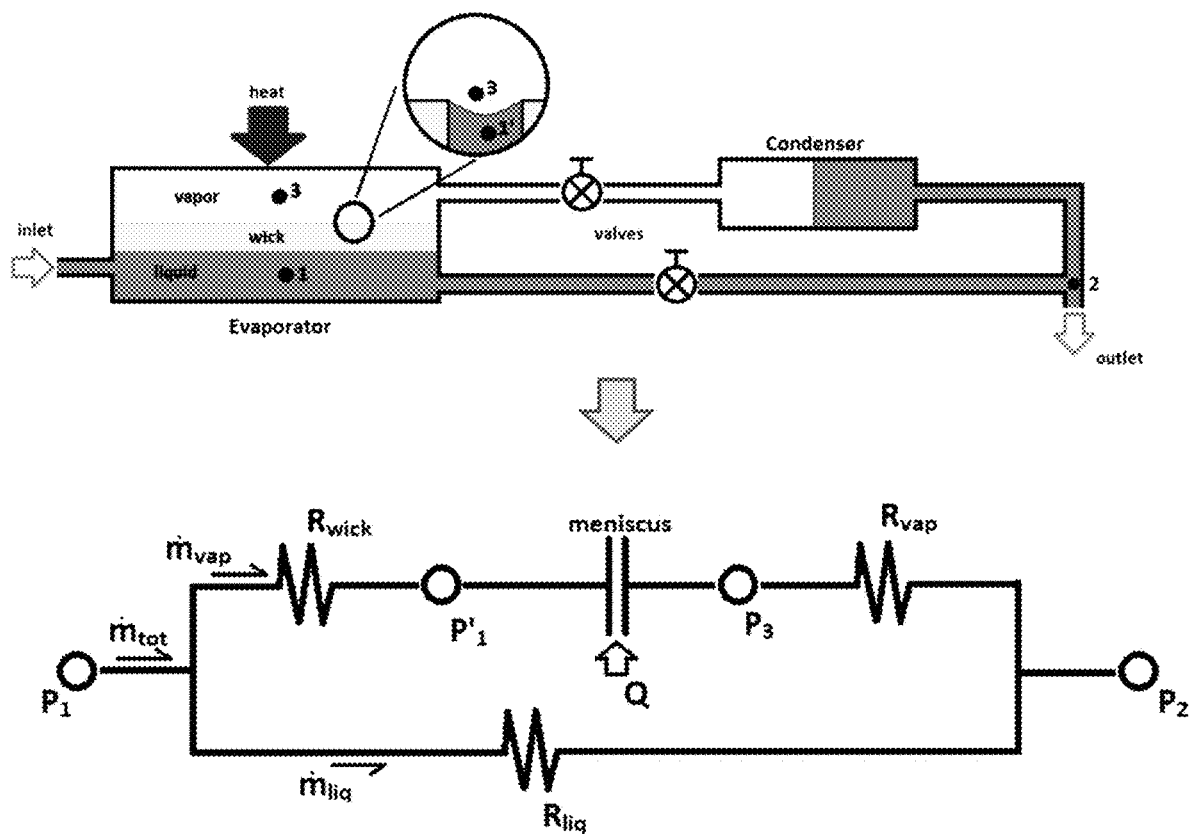 heat
3
1'
Condenser
vapor
3
valves
inlet
wick
liquid
1
2
Evaporator
outlet
R_wick
meniscus
R_vap
ṁ_vap
P'_1
P_3
ṁ_tot
Q
P_1
P_2
ṁ_liq
R_liq